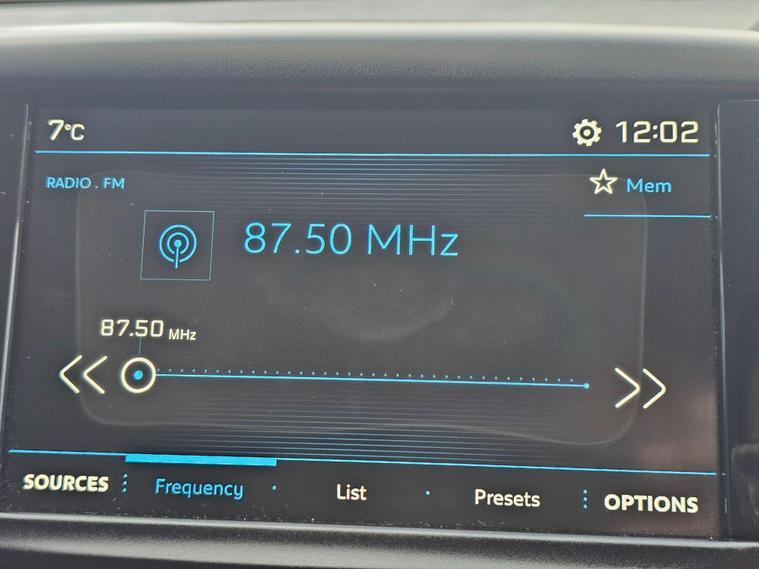 7°C 12:02
RADIO . FM Mem
87.50 MHz
87.50 MHz
SOURCES Frequency List Presets OPTIONS